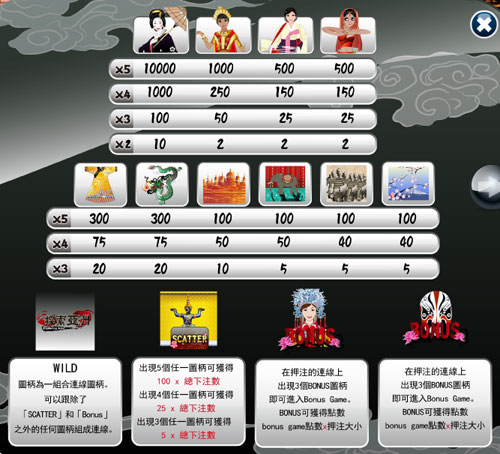 x5 10000 1000 500 500
x4 1000 250 150 150
x3 100 50 25 25
x2 10 2 2 2
x5 300 300 100 100 100 100
x4 75 75 50 50 40 40
x3 20 20 10 5 5 5
探索亞洲
SCATTER
BONUS
BONUS
WILD
圖柄為一組合連線圖柄。
可以跟除了
「SCATTER」和「Bonus」
之外的任何圖柄組成連線。
出現5個任一圖柄可獲得
100 x 總下注數
出現4個任一圖柄可獲得
25 x 總下注數
出現3個任一圖柄可獲得
5 x 總下注數
在押注的連線上
出現3個BONUS圖柄
即可進入Bonus Game。
BONUS可獲得點數
bonus game點數x押注大小
在押注的連線上
出現3個BONUS圖柄
即可進入Bonus Game。
BONUS可獲得點數
bonus game點數x押注大小